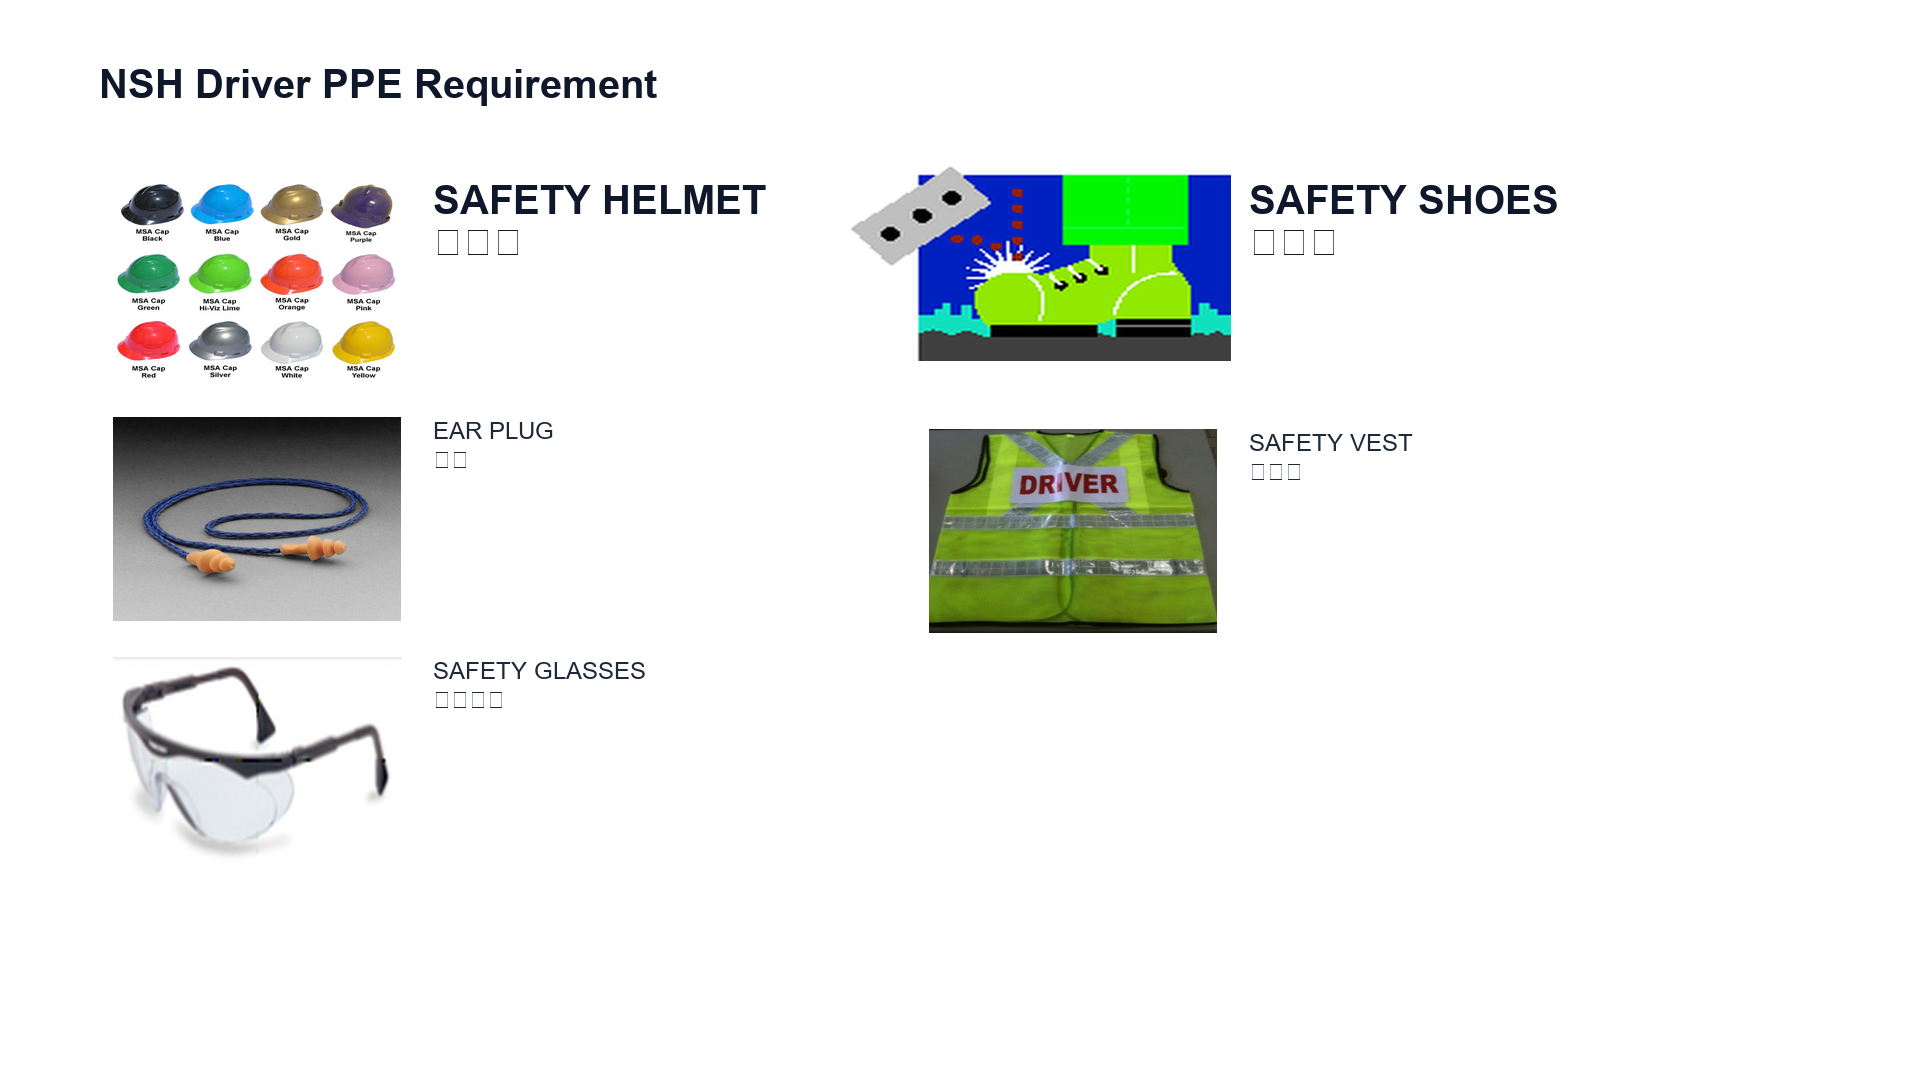 NSH Driver PPE Requirement
MSA Cap Black
MSA Cap Blue
MSA Cap Gold
MSA Cap Purple
MSA Cap Green
MSA Cap Hi-Viz Lime
MSA Cap Orange
MSA Cap Pink
MSA Cap Red
MSA Cap Silver
MSA Cap White
MSA Cap Yellow
SAFETY HELMET
SAFETY SHOES
EAR PLUG
DRIVER
SAFETY VEST
SAFETY GLASSES